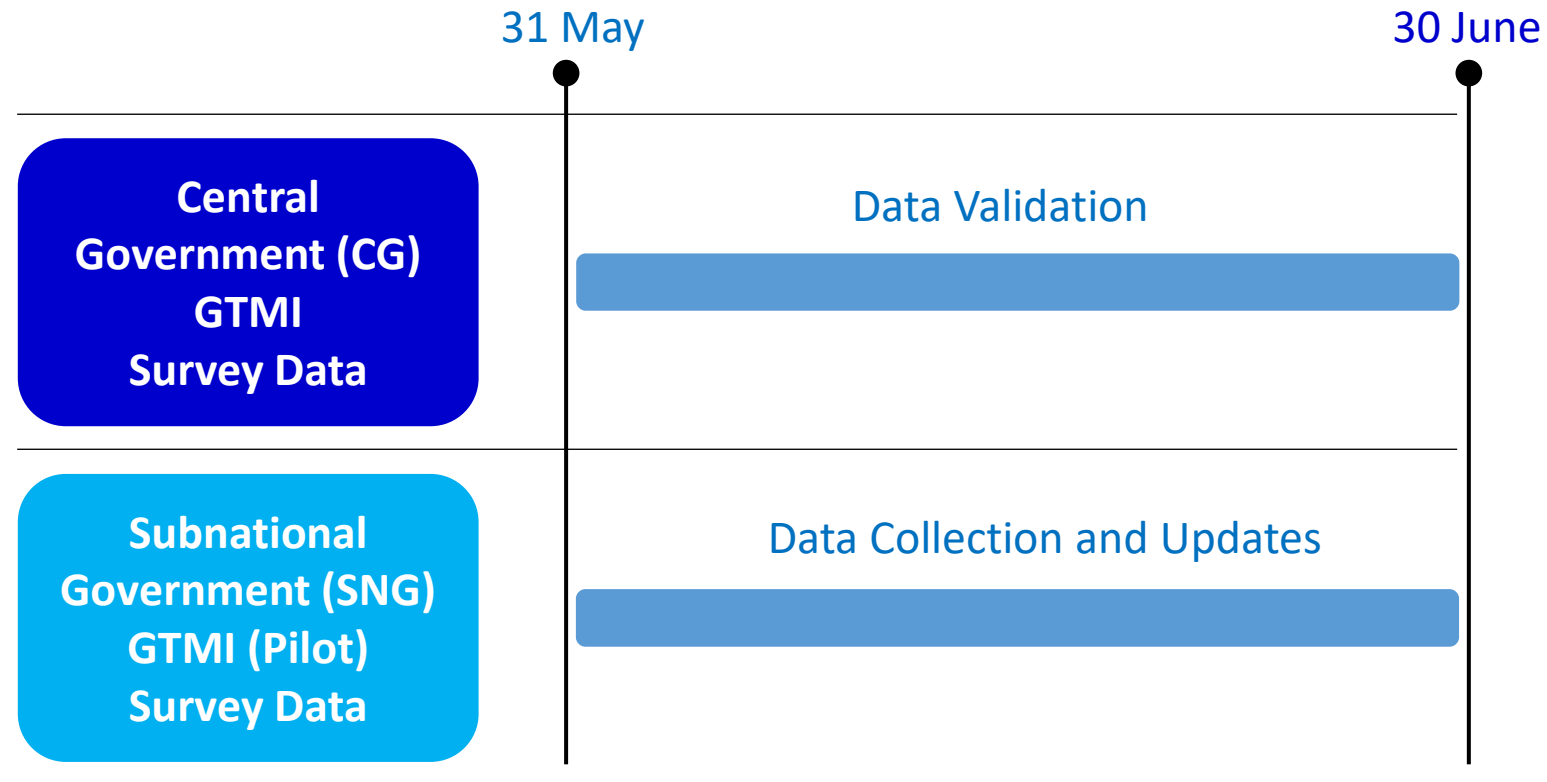 31 May
30 June
Central
Government (CG)
GTMI
Survey Data
Data Validation
Subnational
Government (SNG)
GTMI (Pilot)
Survey Data
Data Collection and Updates